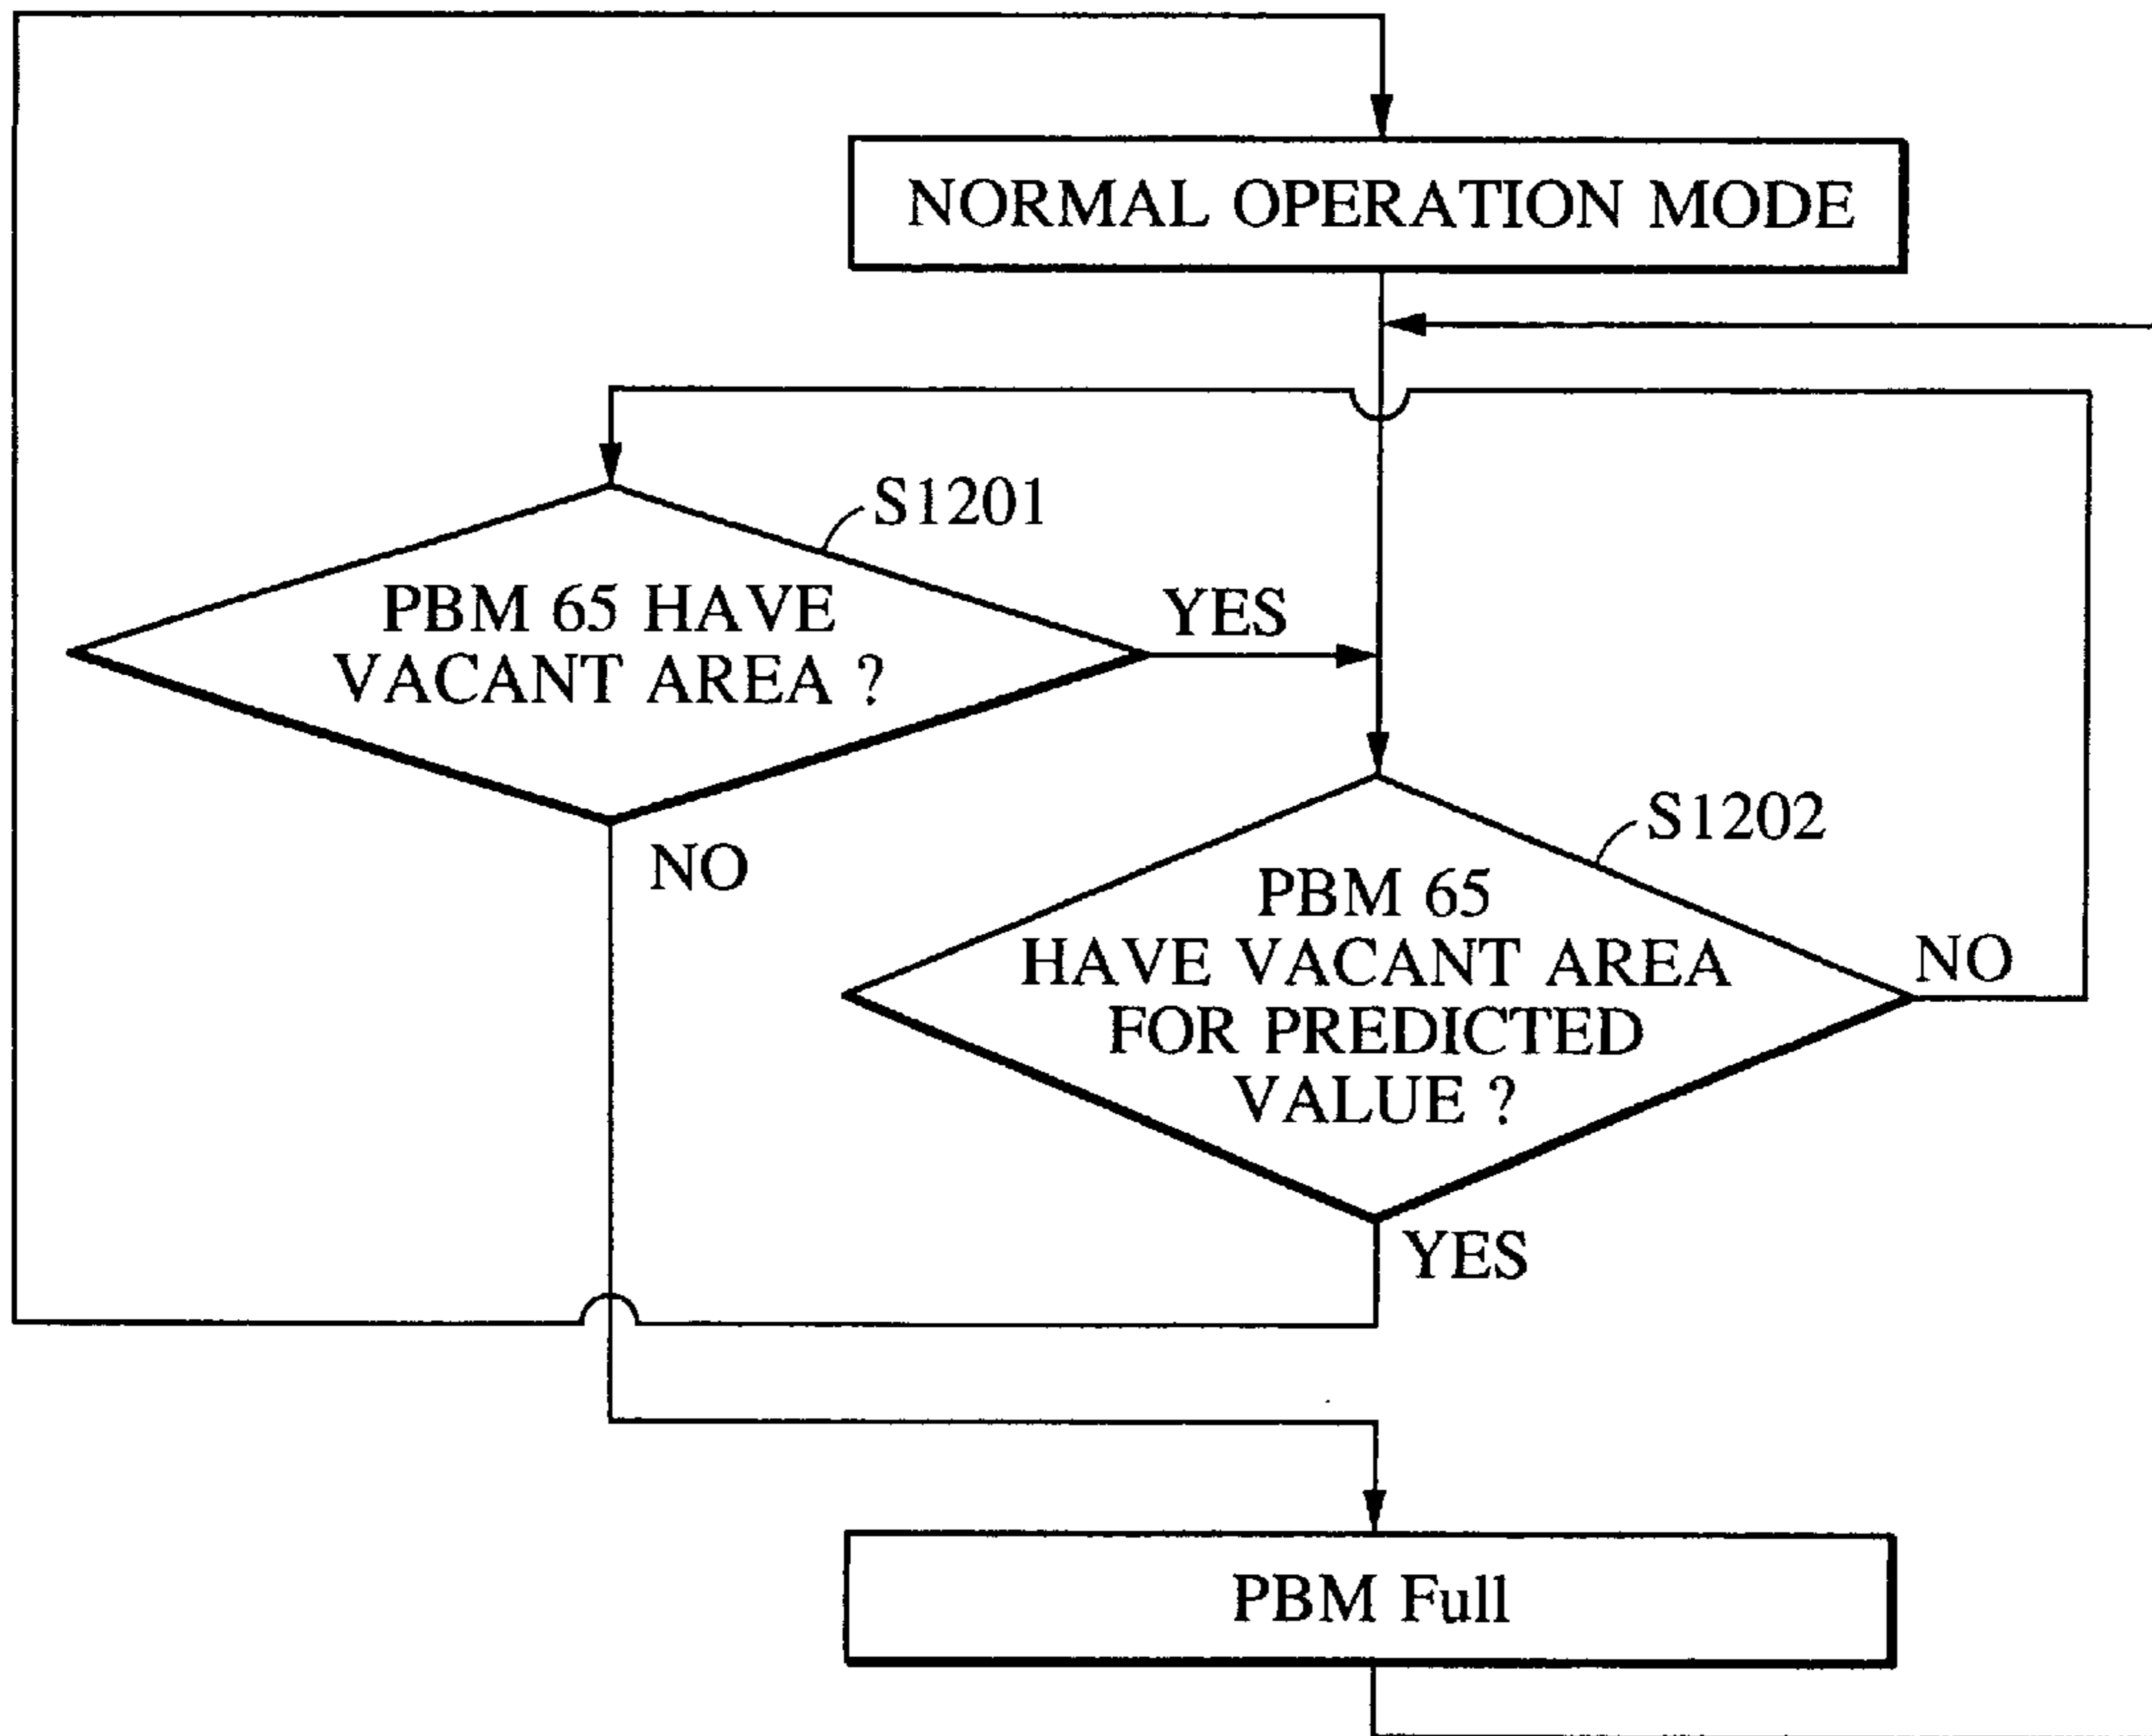 NORMAL OPERATION MODE
S1201
PBM 65 HAVE
VACANT AREA ?
YES
NO
S1202
PBM 65
HAVE VACANT AREA
FOR PREDICTED
VALUE ?
NO
YES
PBM Full